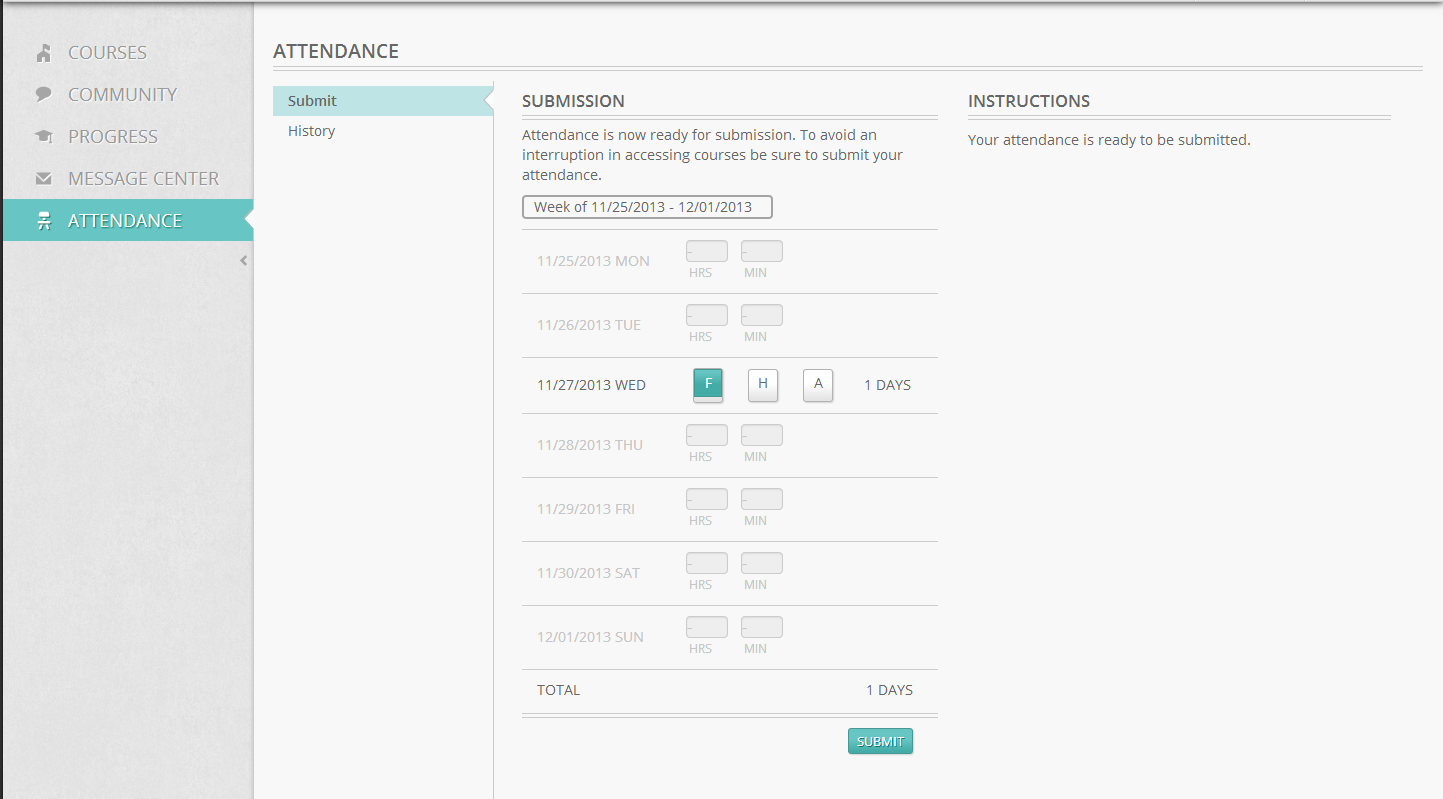 COURSES
COMMUNITY
PROGRESS
MESSAGE CENTER
ATTENDANCE
ATTENDANCE
Submit
History
SUBMISSION
Attendance is now ready for submission. To avoid an
interruption in accessing courses be sure to submit your
attendance.
Week of 11/25/2013 - 12/01/2013
11/25/2013 MON - -
HRS MIN
11/26/2013 TUE - -
HRS MIN
11/27/2013 WED F H A 1 DAYS
11/28/2013 THU - -
HRS MIN
11/29/2013 FRI - -
HRS MIN
11/30/2013 SAT - -
HRS MIN
12/01/2013 SUN - -
HRS MIN
TOTAL 1 DAYS
SUBMIT
INSTRUCTIONS
Your attendance is ready to be submitted.